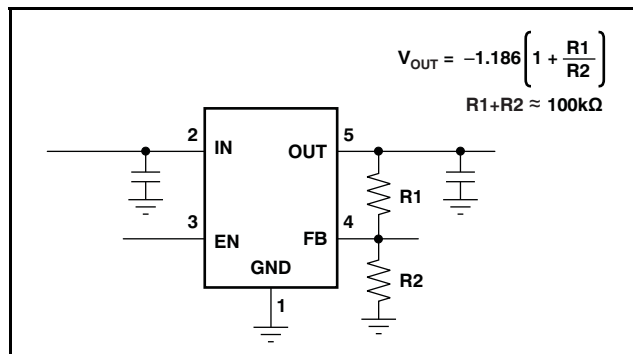 V_OUT = –1.186(1 + R1/R2)
R1+R2 ≈ 100kΩ
2 IN OUT 5
R1
3 EN FB 4
GND
R2
1